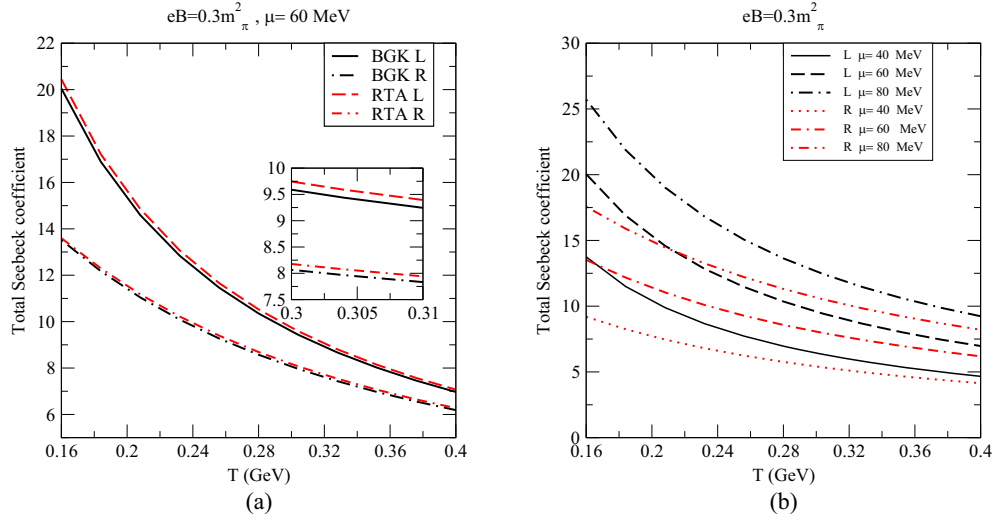 eB=0.3m²π , μ= 60 MeV
22
20
18
16
14
12
10
8
6
Total Seebeck coefficient
BGK L
BGK R
RTA L
RTA R
10
9.5
9
8.5
8
7.5
0.3
0.305
0.31
0.16
0.2
0.24
0.28
0.32
0.36
0.4
T (GeV)
(a)
eB=0.3m²π
30
25
20
15
10
5
0
Total Seebeck coefficient
L μ= 40 MeV
L μ= 60 MeV
L μ= 80 MeV
R μ= 40 MeV
R μ= 60 MeV
R μ= 80 MeV
0.16
0.2
0.24
0.28
0.32
0.36
0.4
T (GeV)
(b)